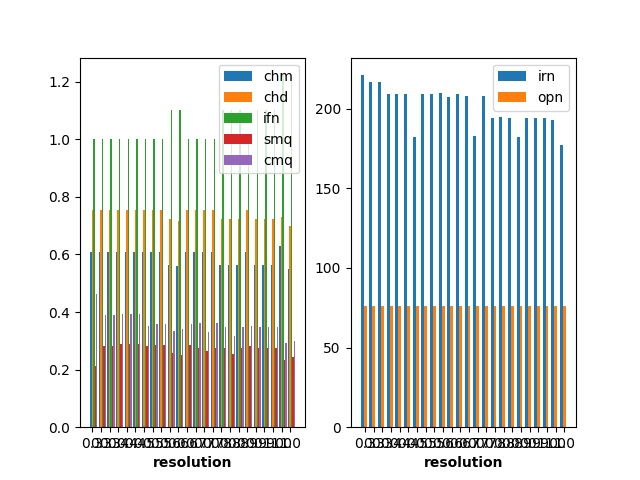 1.2
1.0
0.8
0.6
0.4
0.2
0.0
chm
chd
ifn
smq
cmq
resolution
200
150
100
50
0
irn
opn
resolution